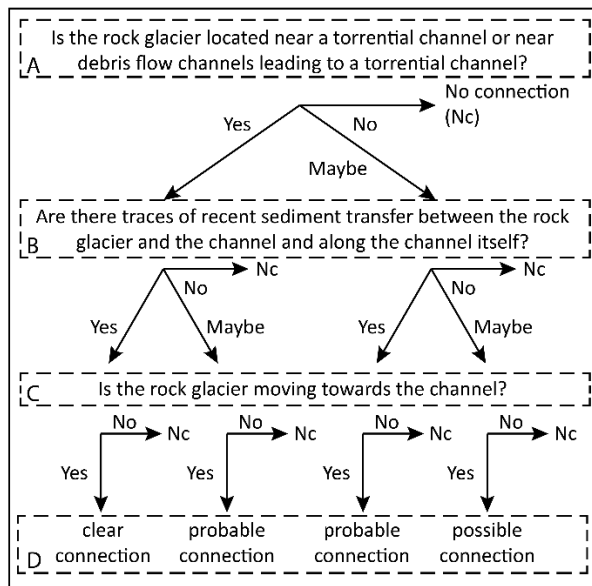 Is the rock glacier located near a torrential channel or near
A debris flow channels leading to a torrential channel?
No connection
(Nc)
Yes
No
Maybe
Are there traces of recent sediment transfer between the rock
B glacier and the channel and along the channel itself?
Nc
Nc
No
No
Yes
Maybe
Yes
Maybe
C Is the rock glacier moving towards the channel?
No
Nc
No
Nc
No
Nc
No
Nc
Yes
Yes
Yes
Yes
clear
probable
probable
possible
D connection
connection
connection
connection